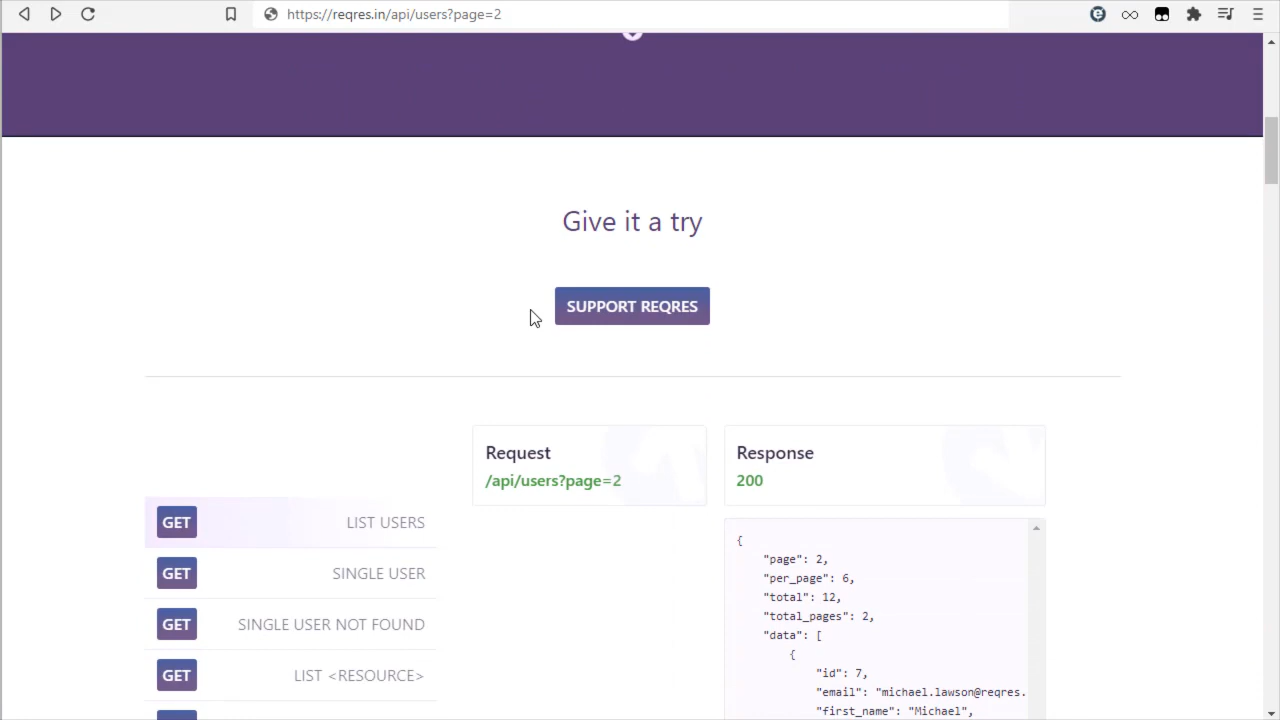 https://reqres.in/api/users?page=2
Give it a try
SUPPORT REQRES
Request
/api/users?page=2
Response
200
GET LIST USERS
GET SINGLE USER
GET SINGLE USER NOT FOUND
GET LIST <RESOURCE>
{
"page": 2,
"per_page": 6,
"total": 12,
"total_pages": 2,
"data": [
{
"id": 7,
"email": "michael.lawson@reqres.
"first_name": "Michael",